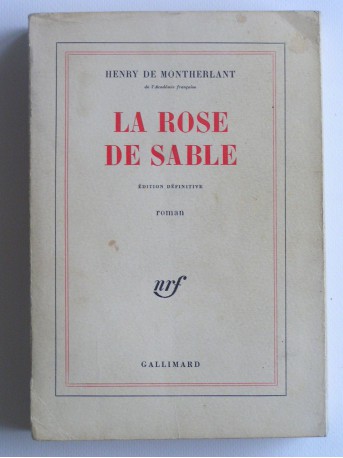 HENRY DE MONTHERLANT
de l'Académie française
LA ROSE
DE SABLE
ÉDITION DÉFINITIVE
roman
nrf
GALLIMARD